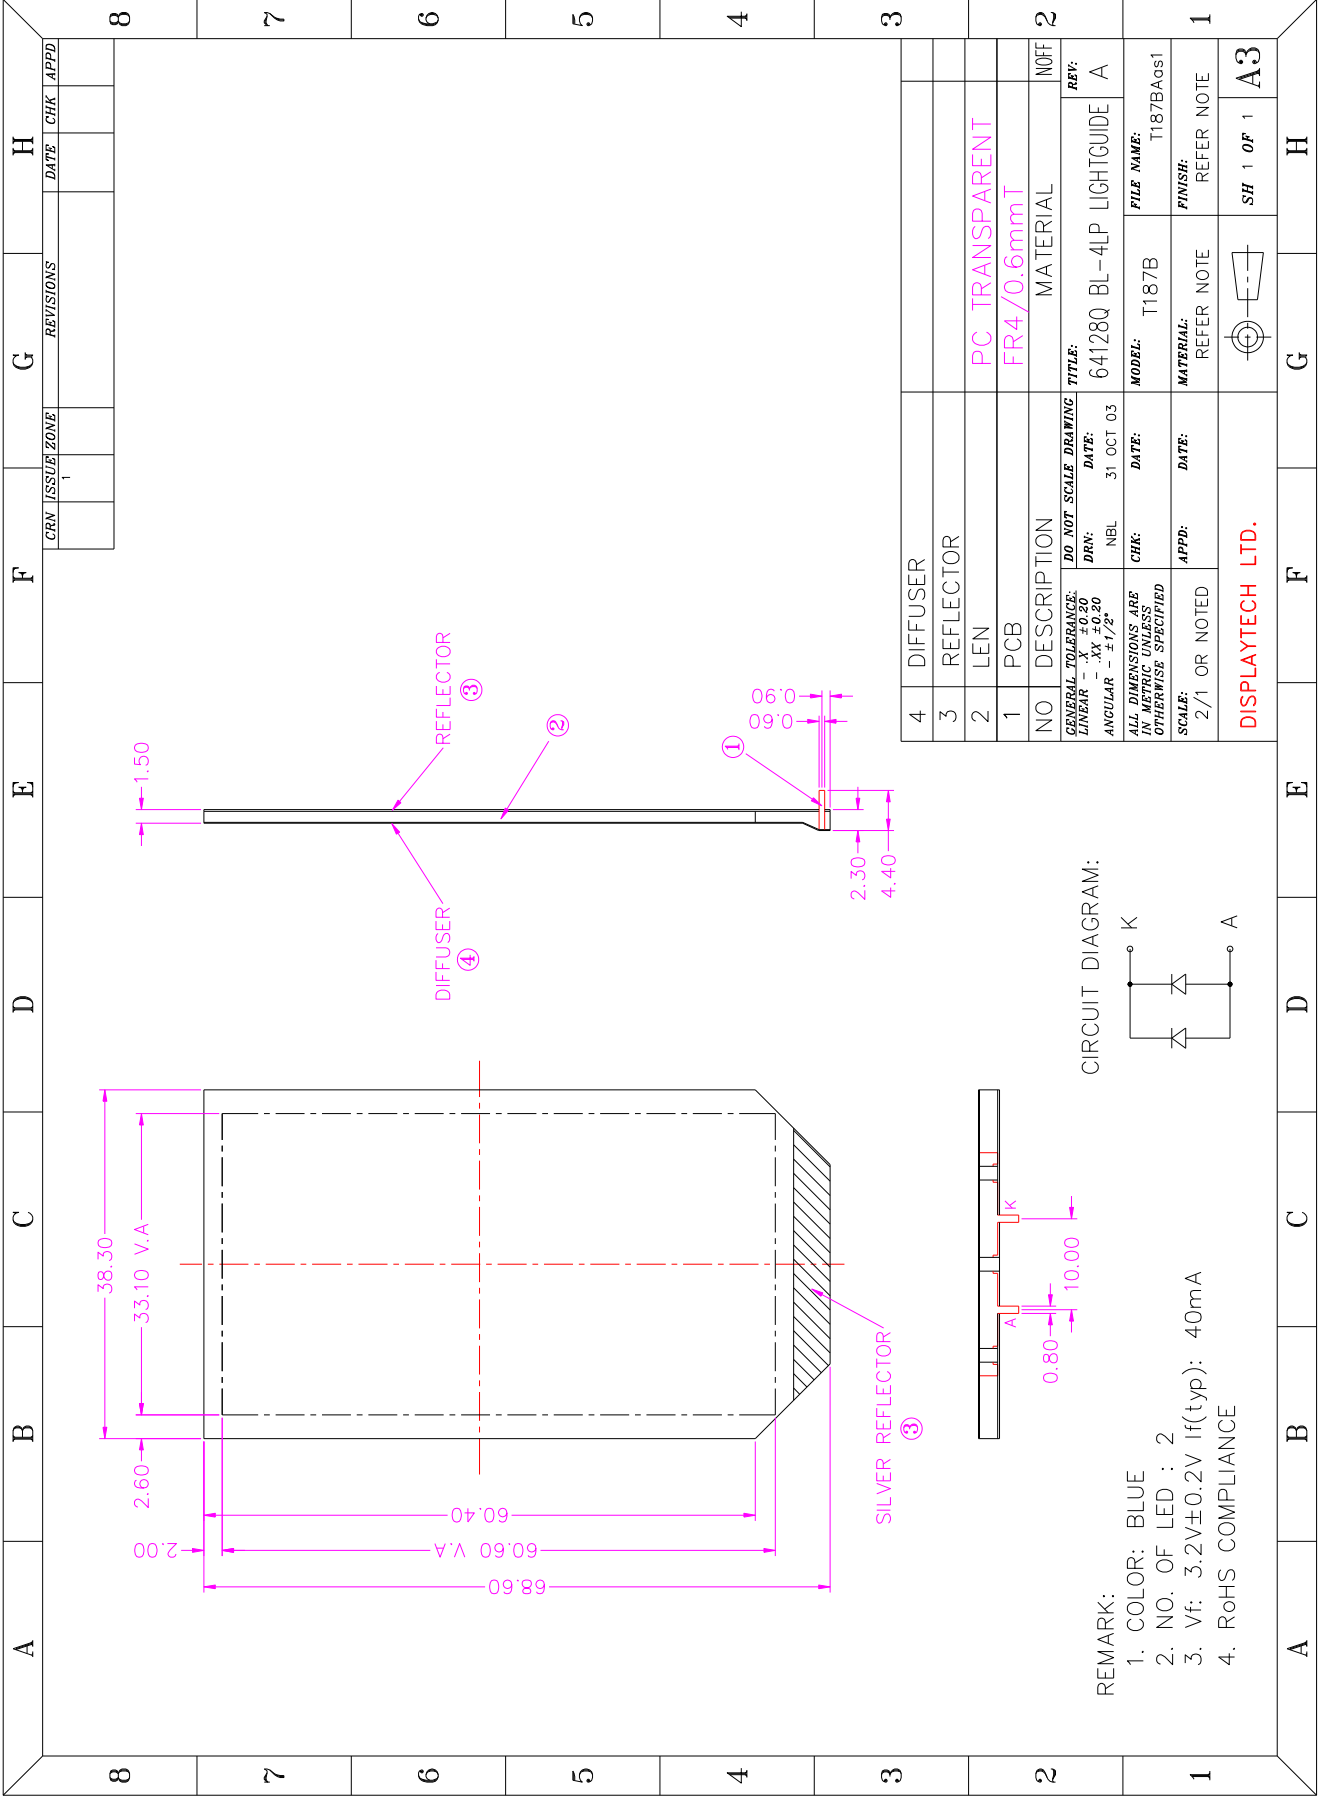 A B C D E F G H
8 7 6 5 4 3 2 1
CRN ISSUE ZONE REVISIONS DATE CHK APPD
1
38.30
33.10 V.A
2.60
2.00
60.40
60.60 V.A
68.60
SILVER REFLECTOR
3
1.50
REFLECTOR
3
2
DIFFUSER
4
1
0.60
0.90
2.30
4.40
A K
0.80
10.00
CIRCUIT DIAGRAM:
K
A
REMARK:
1. COLOR: BLUE
2. NO. OF LED : 2
3. Vf: 3.2V±0.2V If(typ): 40mA
4. RoHS COMPLIANCE
4 DIFFUSER
3 REFLECTOR
2 LEN PC TRANSPARENT
1 PCB FR4/0.6mmT
NO DESCRIPTION MATERIAL NOFF
GENERAL TOLERANCE:
LINEAR - .X ±0.20
- .XX ±0.20
ANGULAR - ±1/2°
DO NOT SCALE DRAWING
DRN: DATE:
NBL 31 OCT 03
TITLE:
64128Q BL-4LP LIGHTGUIDE
REV:
A
ALL DIMENSIONS ARE
IN METRIC UNLESS
OTHERWISE SPECIFIED
CHK: DATE:
MODEL:
T187B
FILE NAME:
T187BAas1
SCALE:
2/1 OR NOTED
APPD: DATE:
MATERIAL:
REFER NOTE
FINISH:
REFER NOTE
DISPLAYTECH LTD.
SH 1 OF 1
A3
8 7 6 5 4 3 2 1
A B C D E F G H